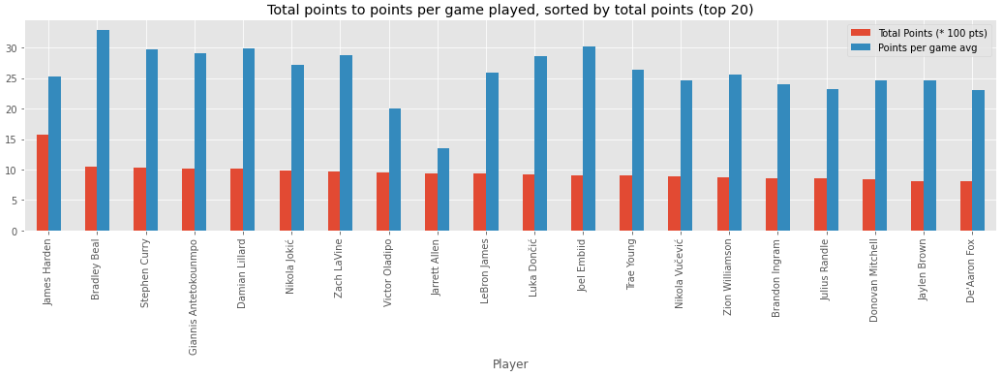 Total points to points per game played, sorted by total points (top 20)
Total Points (* 100 pts)
Points per game avg
30
25
20
15
10
5
0
James Harden
Bradley Beal
Stephen Curry
Giannis Antetokounmpo
Damian Lillard
Nikola Jokić
Zach LaVine
Victor Oladipo
Jarrett Allen
LeBron James
Luka Dončić
Joel Embiid
Trae Young
Nikola Vučević
Zion Williamson
Brandon Ingram
Julius Randle
Donovan Mitchell
Jaylen Brown
De'Aaron Fox
Player